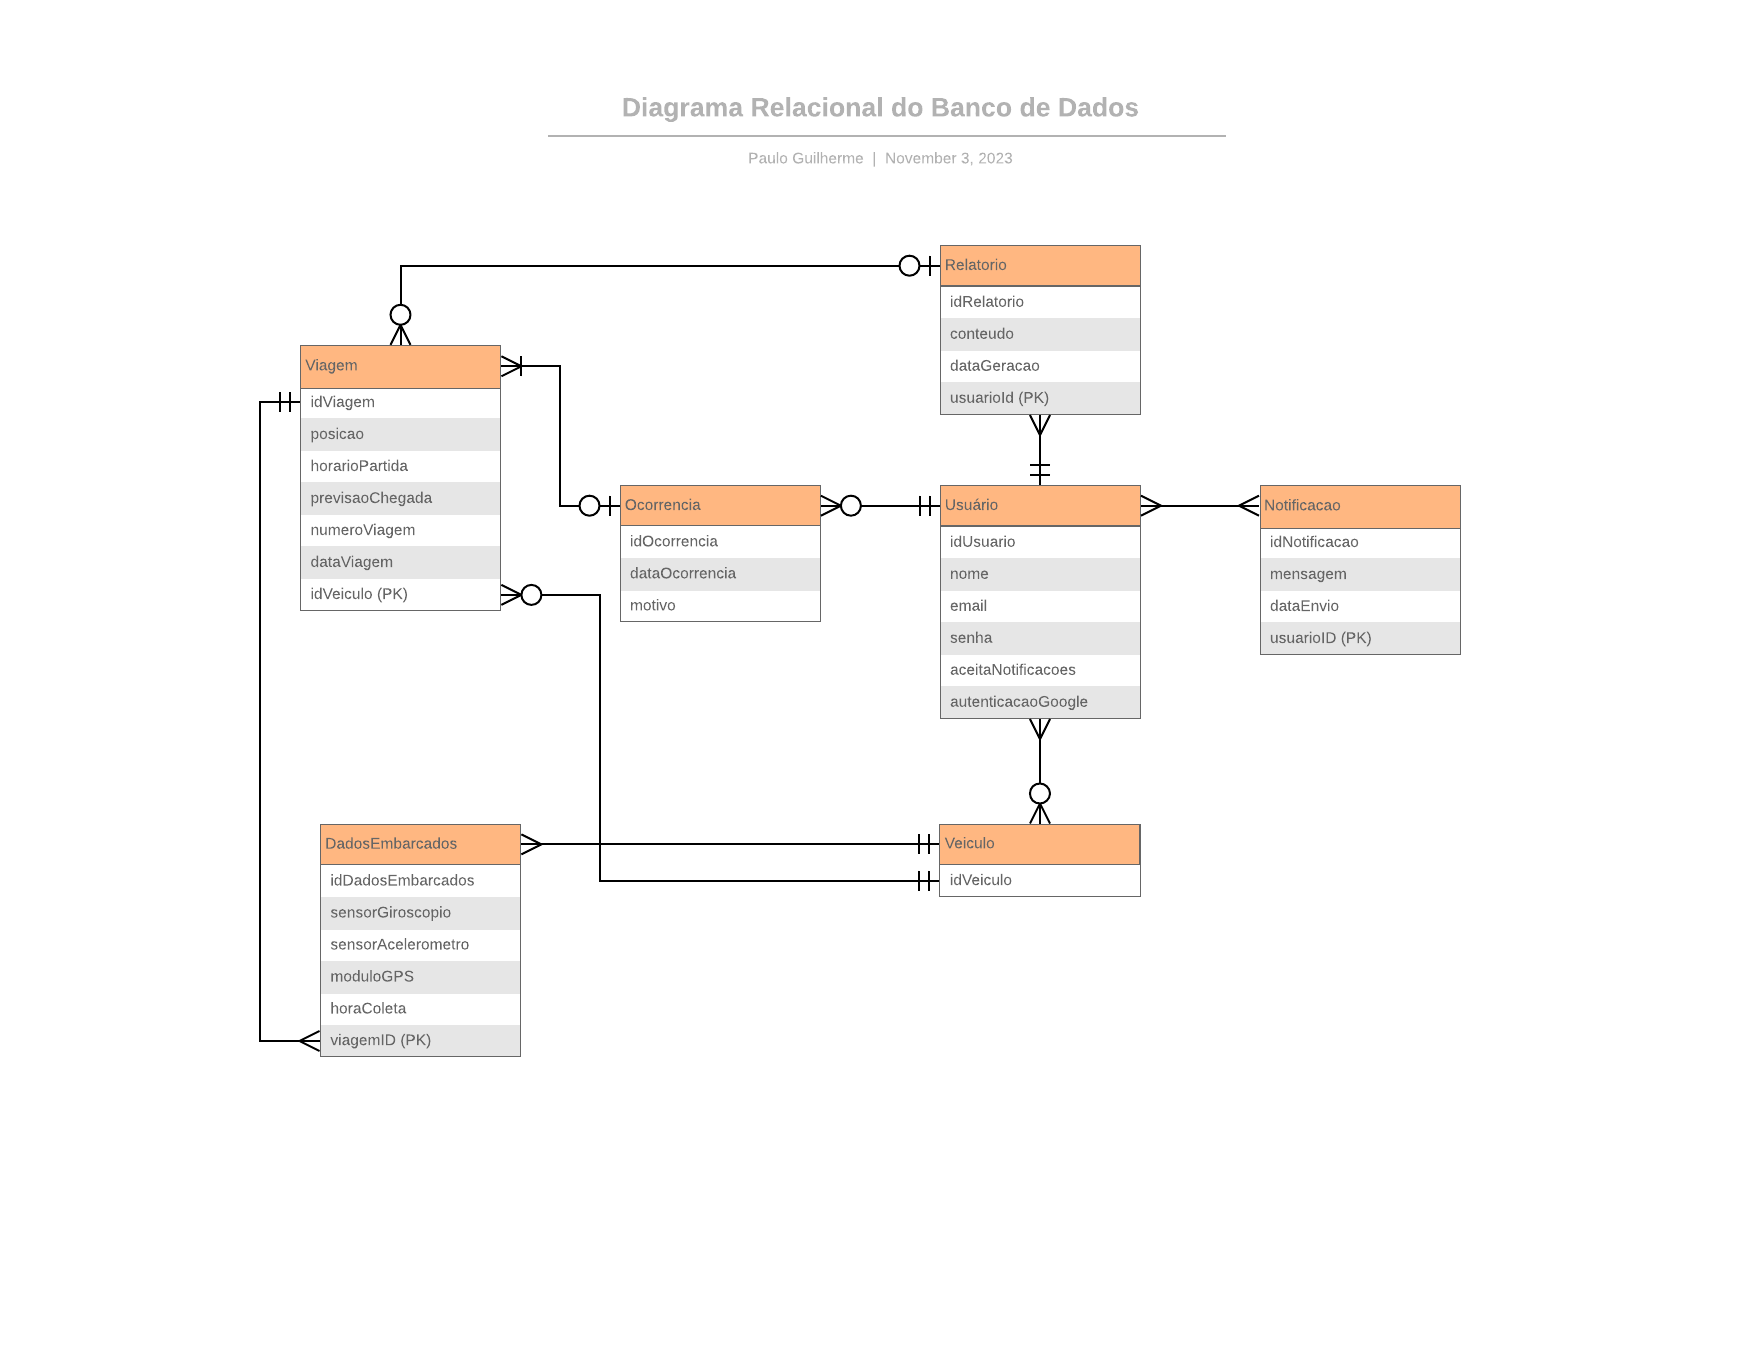 Diagrama Relacional do Banco de Dados
Paulo Guilherme | November 3, 2023
Relatorio
idRelatorio
conteudo
dataGeracao
usuarioId (PK)
Viagem
idViagem
posicao
horarioPartida
previsaoChegada
numeroViagem
dataViagem
idVeiculo (PK)
Ocorrencia
idOcorrencia
dataOcorrencia
motivo
Usuário
idUsuario
nome
email
senha
aceitaNotificacoes
autenticacaoGoogle
Notificacao
idNotificacao
mensagem
dataEnvio
usuarioID (PK)
DadosEmbarcados
idDadosEmbarcados
sensorGiroscopio
sensorAcelerometro
moduloGPS
horaColeta
viagemID (PK)
Veiculo
idVeiculo